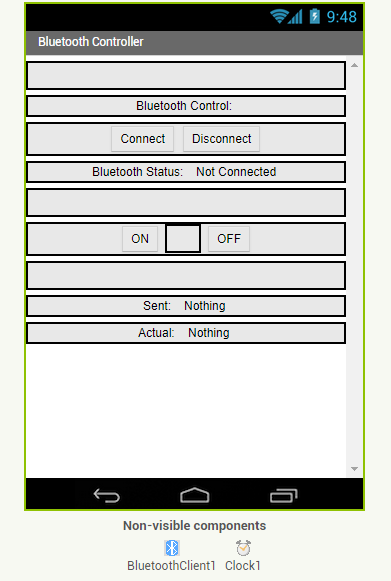 9:48
Bluetooth Controller
Bluetooth Control:
Connect Disconnect
Bluetooth Status: Not Connected
ON OFF
Sent: Nothing
Actual: Nothing
Non-visible components
BluetoothClient1 Clock1